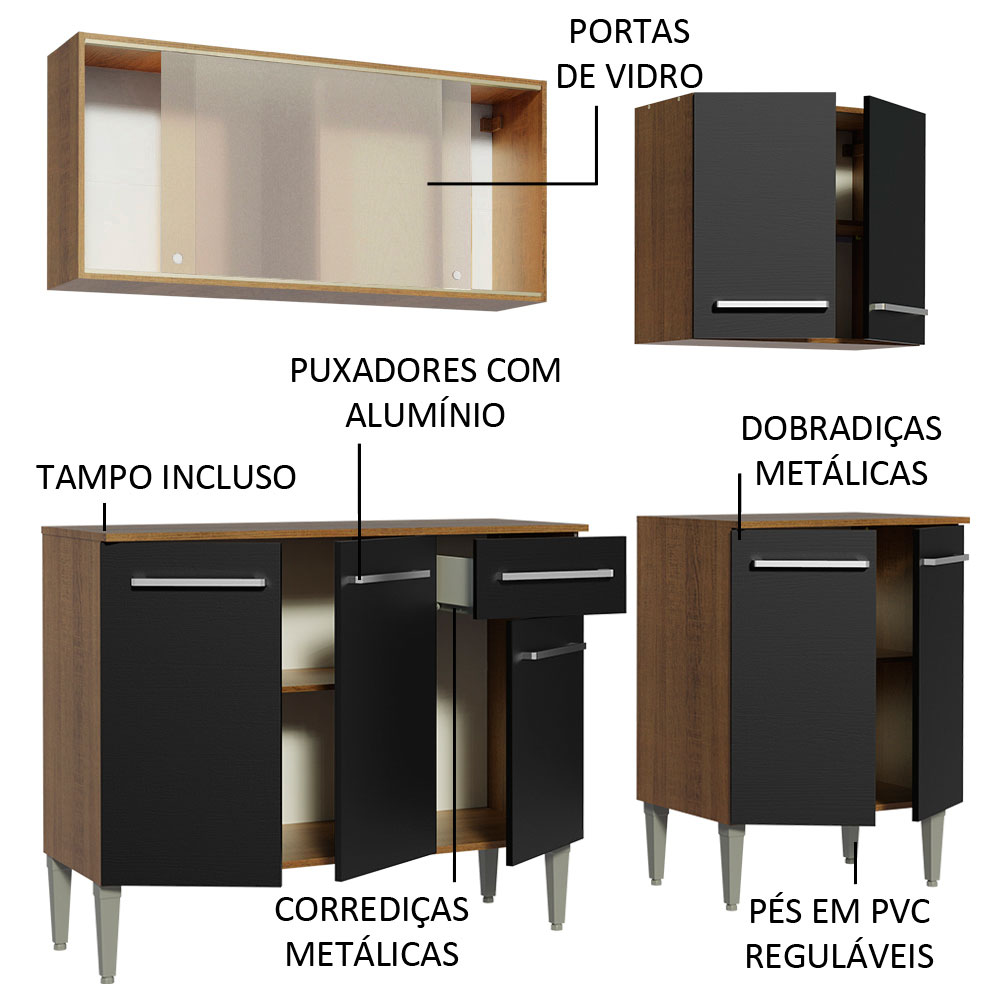 PORTAS
DE VIDRO
PUXADORES COM
ALUMÍNIO
TAMPO INCLUSO
DOBRADIÇAS
METÁLICAS
CORREDIÇAS
METÁLICAS
PÉS EM PVC
REGULÁVEIS